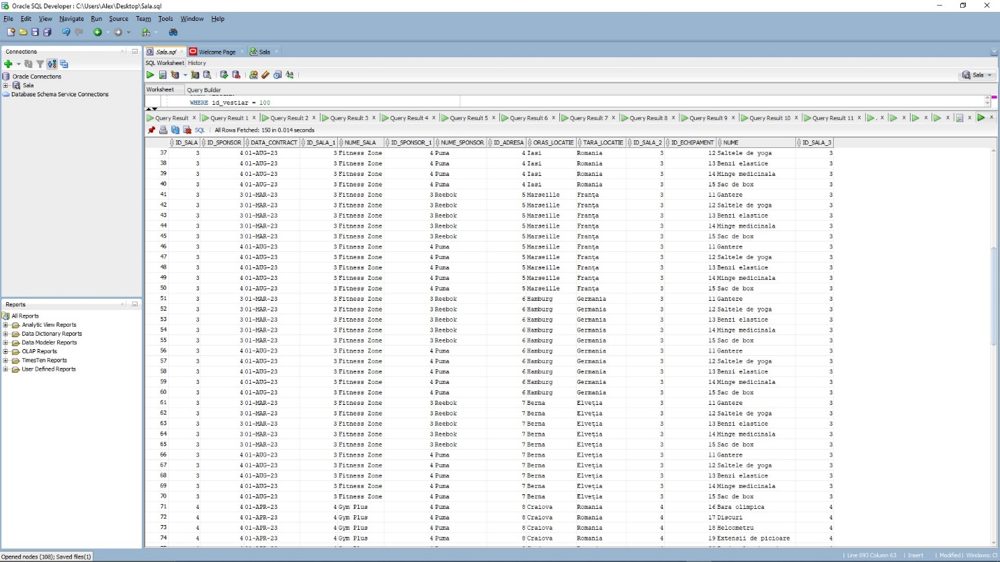 Oracle SQL Developer : C:\Users\Alex\Desktop\Sala.sql
File Edit View Navigate Run Source Team Tools Window Help
Connections
Oracle Connections
Sala
Database Schema Service Connections
Reports
All Reports
Analytic View Reports
Data Dictionary Reports
Data Modeler Reports
OLAP Reports
TimesTen Reports
User Defined Reports
Sala.sql Welcome Page Sala
SQL Worksheet History
Sala
Worksheet Query Builder
WHERE id_vestiar = 100
Query Result Query Result 1 Query Result 2 Query Result 3 Query Result 4 Query Result 5 Query Result 6 Query Result 7 Query Result 8 Query Result 9 Query Result 10 Query Result 11
SQL All Rows Fetched: 150 in 0.014 seconds
ID_SALA ID_SPONSOR DATA_CONTRACT ID_SALA_1 NUME_SALA ID_SPONSOR_1 NUME_SPONSOR ID_ADRESA ORAS_LOCATIE TARA_LOCATIE ID_SALA_2 ID_ECHIPAMENT NUME ID_SALA_3
37 3 4 01-AUG-23 3 Fitness Zone 4 Puma 4 Iasi Romania 3 12 Saltele de yoga 3
38 3 4 01-AUG-23 3 Fitness Zone 4 Puma 4 Iasi Romania 3 13 Benzi elastice 3
39 3 4 01-AUG-23 3 Fitness Zone 4 Puma 4 Iasi Romania 3 14 Minge medicinala 3
40 3 4 01-AUG-23 3 Fitness Zone 4 Puma 4 Iasi Romania 3 15 Sac de box 3
41 3 3 01-MAR-23 3 Fitness Zone 3 Reebok 5 Marseille Franţa 3 11 Gantere 3
42 3 3 01-MAR-23 3 Fitness Zone 3 Reebok 5 Marseille Franţa 3 12 Saltele de yoga 3
43 3 3 01-MAR-23 3 Fitness Zone 3 Reebok 5 Marseille Franţa 3 13 Benzi elastice 3
44 3 3 01-MAR-23 3 Fitness Zone 3 Reebok 5 Marseille Franţa 3 14 Minge medicinala 3
45 3 3 01-MAR-23 3 Fitness Zone 3 Reebok 5 Marseille Franţa 3 15 Sac de box 3
46 3 4 01-AUG-23 3 Fitness Zone 4 Puma 5 Marseille Franţa 3 11 Gantere 3
47 3 4 01-AUG-23 3 Fitness Zone 4 Puma 5 Marseille Franţa 3 12 Saltele de yoga 3
48 3 4 01-AUG-23 3 Fitness Zone 4 Puma 5 Marseille Franţa 3 13 Benzi elastice 3
49 3 4 01-AUG-23 3 Fitness Zone 4 Puma 5 Marseille Franţa 3 14 Minge medicinala 3
50 3 4 01-AUG-23 3 Fitness Zone 4 Puma 5 Marseille Franţa 3 15 Sac de box 3
51 3 3 01-MAR-23 3 Fitness Zone 3 Reebok 6 Hamburg Germania 3 11 Gantere 3
52 3 3 01-MAR-23 3 Fitness Zone 3 Reebok 6 Hamburg Germania 3 12 Saltele de yoga 3
53 3 3 01-MAR-23 3 Fitness Zone 3 Reebok 6 Hamburg Germania 3 13 Benzi elastice 3
54 3 3 01-MAR-23 3 Fitness Zone 3 Reebok 6 Hamburg Germania 3 14 Minge medicinala 3
55 3 3 01-MAR-23 3 Fitness Zone 3 Reebok 6 Hamburg Germania 3 15 Sac de box 3
56 3 4 01-AUG-23 3 Fitness Zone 4 Puma 6 Hamburg Germania 3 11 Gantere 3
57 3 4 01-AUG-23 3 Fitness Zone 4 Puma 6 Hamburg Germania 3 12 Saltele de yoga 3
58 3 4 01-AUG-23 3 Fitness Zone 4 Puma 6 Hamburg Germania 3 13 Benzi elastice 3
59 3 4 01-AUG-23 3 Fitness Zone 4 Puma 6 Hamburg Germania 3 14 Minge medicinala 3
60 3 4 01-AUG-23 3 Fitness Zone 4 Puma 6 Hamburg Germania 3 15 Sac de box 3
61 3 3 01-MAR-23 3 Fitness Zone 3 Reebok 7 Berna Elveţia 3 11 Gantere 3
62 3 3 01-MAR-23 3 Fitness Zone 3 Reebok 7 Berna Elveţia 3 12 Saltele de yoga 3
63 3 3 01-MAR-23 3 Fitness Zone 3 Reebok 7 Berna Elveţia 3 13 Benzi elastice 3
64 3 3 01-MAR-23 3 Fitness Zone 3 Reebok 7 Berna Elveţia 3 14 Minge medicinala 3
65 3 3 01-MAR-23 3 Fitness Zone 3 Reebok 7 Berna Elveţia 3 15 Sac de box 3
66 3 4 01-AUG-23 3 Fitness Zone 4 Puma 7 Berna Elveţia 3 11 Gantere 3
67 3 4 01-AUG-23 3 Fitness Zone 4 Puma 7 Berna Elveţia 3 12 Saltele de yoga 3
68 3 4 01-AUG-23 3 Fitness Zone 4 Puma 7 Berna Elveţia 3 13 Benzi elastice 3
69 3 4 01-AUG-23 3 Fitness Zone 4 Puma 7 Berna Elveţia 3 14 Minge medicinala 3
70 3 4 01-AUG-23 3 Fitness Zone 4 Puma 7 Berna Elveţia 3 15 Sac de box 3
71 4 4 01-APR-23 4 Gym Plus 4 Puma 8 Craiova Romania 4 16 Bara olimpica 4
72 4 4 01-APR-23 4 Gym Plus 4 Puma 8 Craiova Romania 4 17 Discuri 4
73 4 4 01-APR-23 4 Gym Plus 4 Puma 8 Craiova Romania 4 18 Helcometru 4
74 4 4 01-APR-23 4 Gym Plus 4 Puma 8 Craiova Romania 4 19 Extensii de picioare 4
Opened nodes (108); Saved files(1)
Line 693 Column 63 Insert Modified Windows: Cl